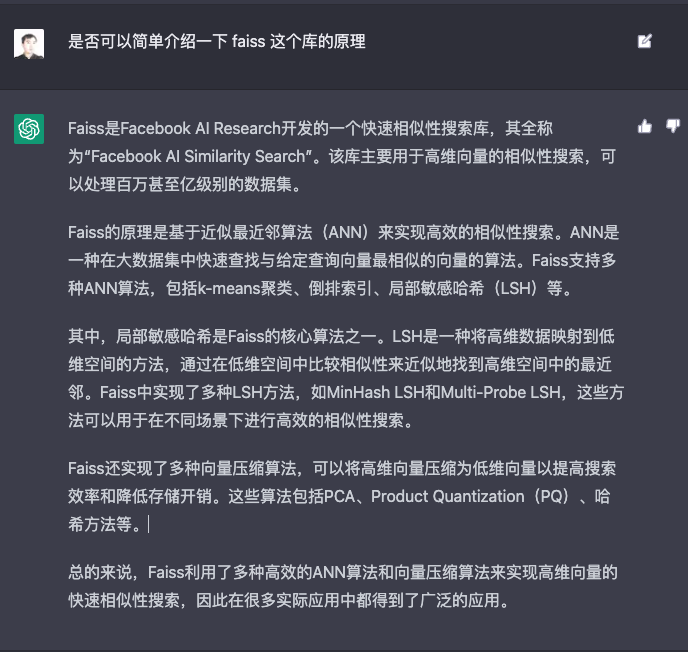 是否可以简单介绍一下 faiss 这个库的原理
Faiss是Facebook AI Research开发的一个快速相似性搜索库，其全称
为“Facebook AI Similarity Search”。该库主要用于高维向量的相似性搜索，可
以处理百万甚至亿级别的数据集。
Faiss的原理是基于近似最近邻算法（ANN）来实现高效的相似性搜索。ANN是
一种在大数据集中快速查找与给定查询向量最相似的向量的算法。Faiss支持多
种ANN算法，包括k-means聚类、倒排索引、局部敏感哈希（LSH）等。
其中，局部敏感哈希是Faiss的核心算法之一。LSH是一种将高维数据映射到低
维空间的方法，通过在低维空间中比较相似性来近似地找到高维空间中的最近
邻。Faiss中实现了多种LSH方法，如MinHash LSH和Multi-Probe LSH，这些方
法可以用于在不同场景下进行高效的相似性搜索。
Faiss还实现了多种向量压缩算法，可以将高维向量压缩为低维向量以提高搜索
效率和降低存储开销。这些算法包括PCA、Product Quantization（PQ）、哈
希方法等。
总的来说，Faiss利用了多种高效的ANN算法和向量压缩算法来实现高维向量的
快速相似性搜索，因此在很多实际应用中都得到了广泛的应用。